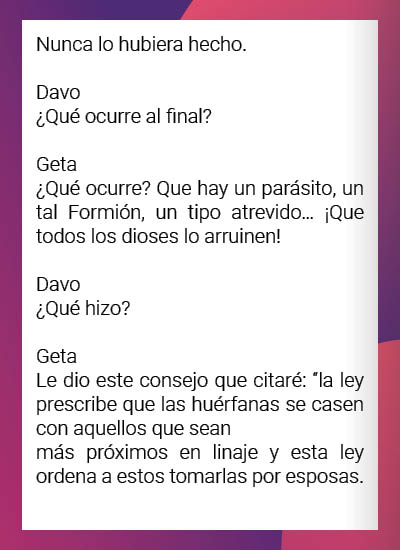 Nunca lo hubiera hecho.

Davo
¿Qué ocurre al final?

Geta
¿Qué ocurre? Que hay un parásito, un
tal Formión, un tipo atrevido... ¡Que
todos los dioses lo arruinen!

Davo
¿Qué hizo?

Geta
Le dio este consejo que citaré: “la ley
prescribe que las huérfanas se casen
con aquellos que sean
más próximos en linaje y esta ley
ordena a estos tomarlas por esposas.